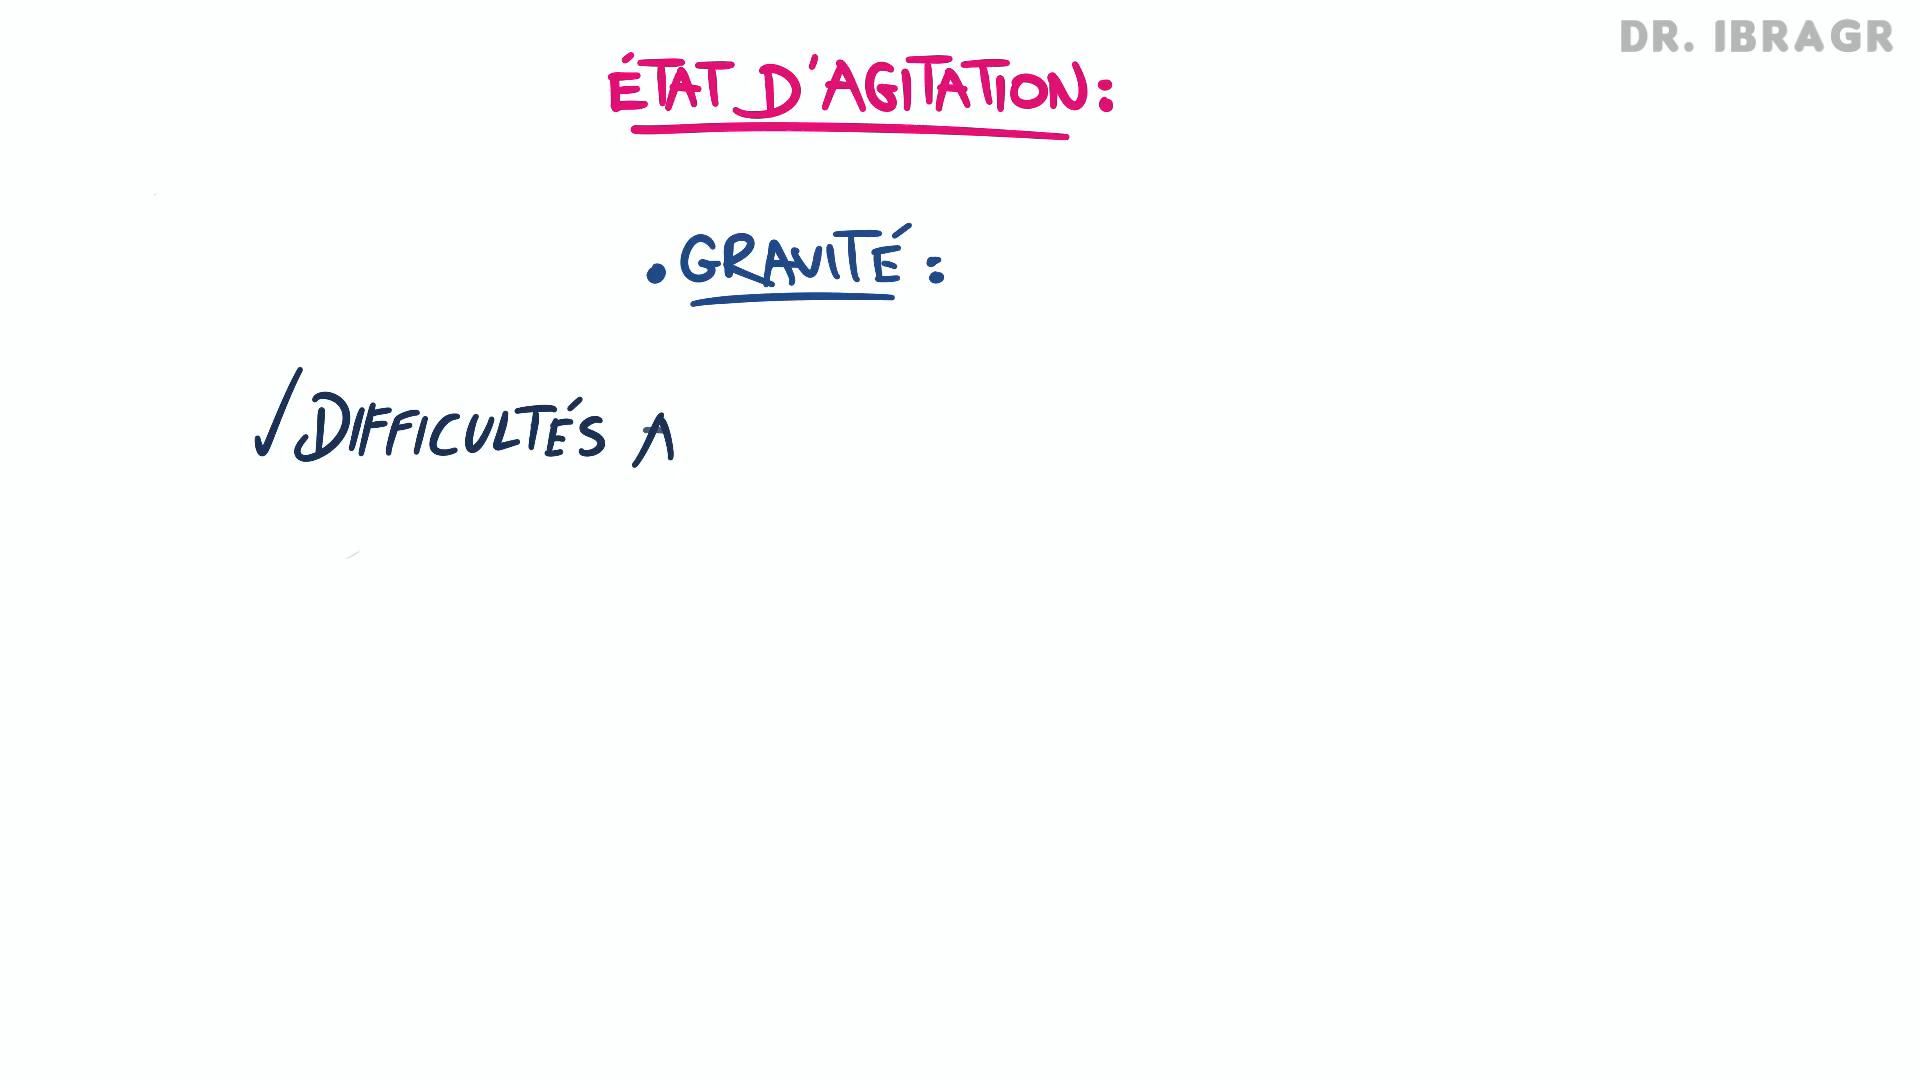 DR. IBRAGR
ÉTAT D'AGITATION:
• GRAVITÉ:
√ DIFFICULTÉS A